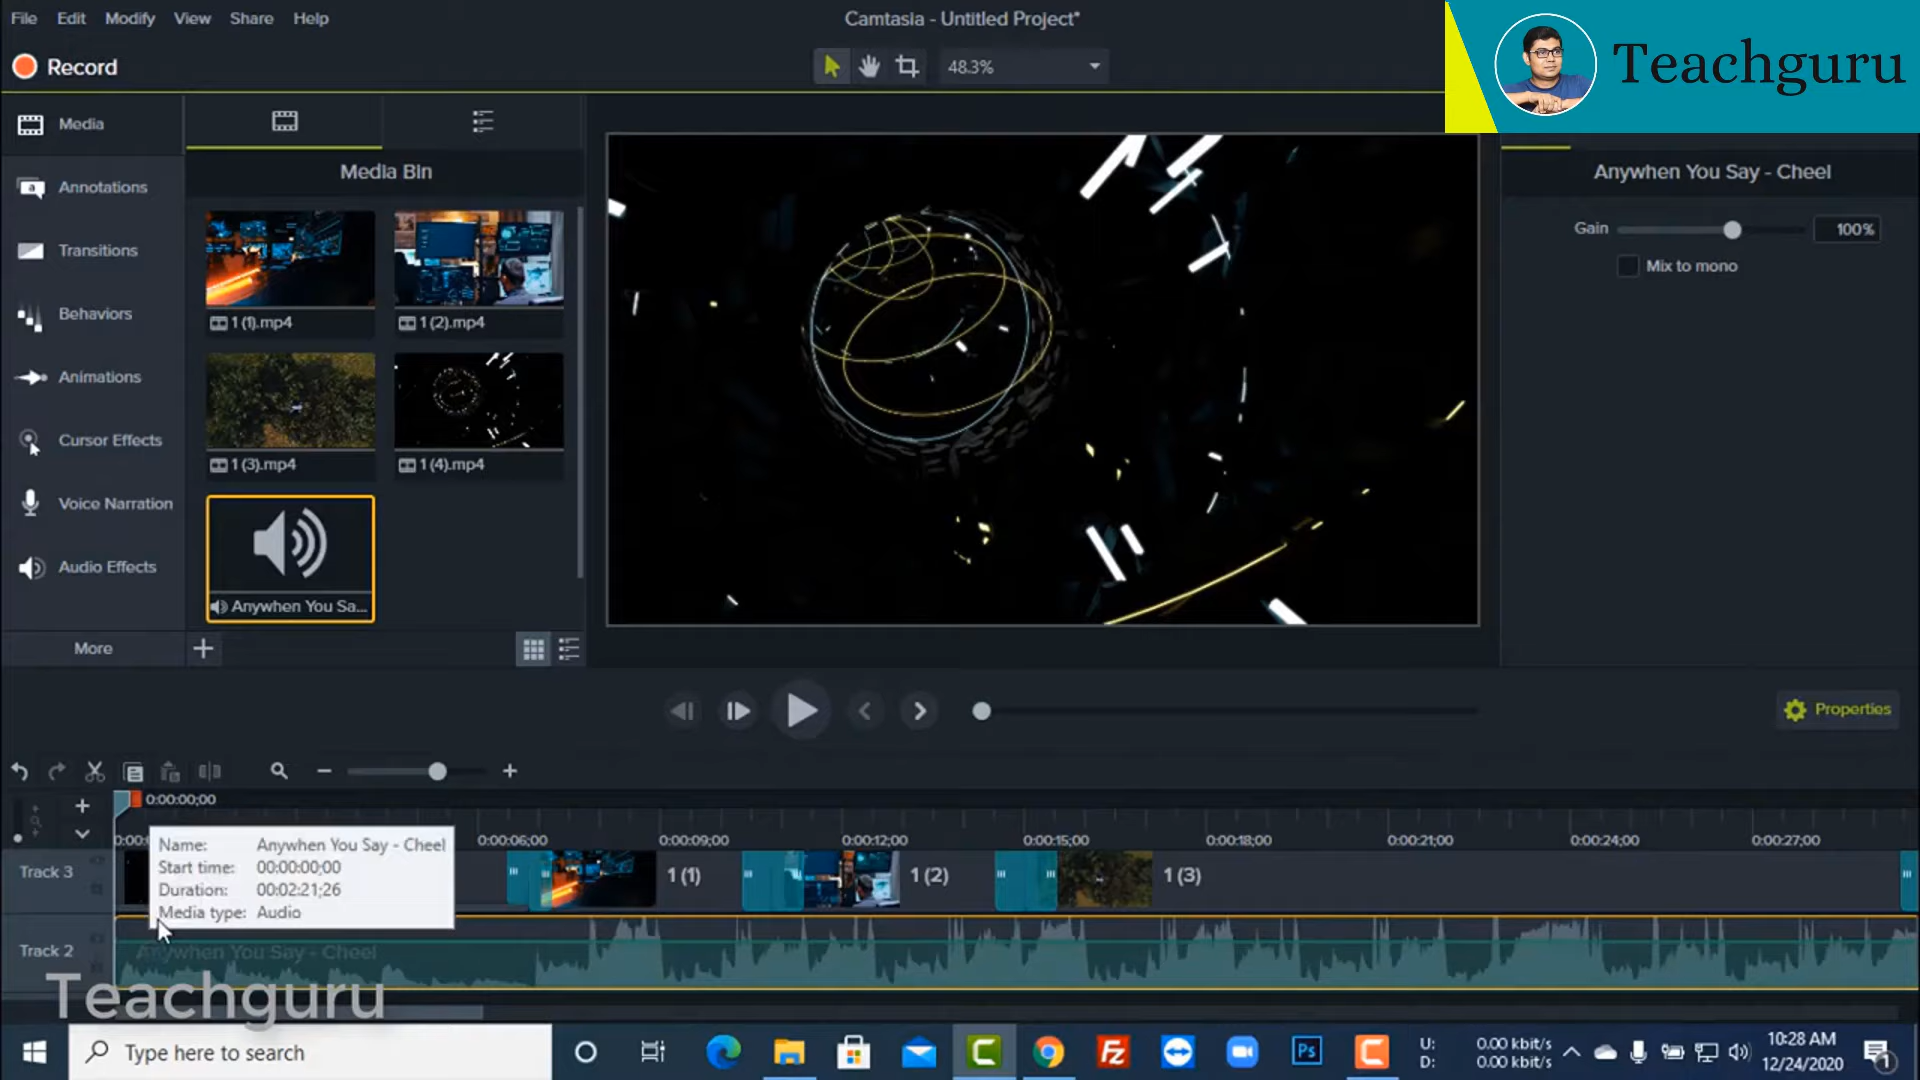 File Edit Modify View Share Help
Camtasia - Untitled Project*
Teachguru
Record
48.3%
Media
Annotations
Transitions
Behaviors
Animations
Cursor Effects
Voice Narration
Audio Effects
More
Media Bin
1 (1).mp4
1 (2).mp4
1 (3).mp4
1 (4).mp4
Anywhen You Sa...
Anywhen You Say - Cheel
Gain
100%
Mix to mono
Properties
0:00:00;00
0:00:06;00 0:00:09;00 0:00:12;00 0:00:15;00 0:00:18;00 0:00:21;00 0:00:24;00 0:00:27;00
Name: Anywhen You Say - Cheel
Start time: 00:00:00;00
Duration: 00:02:21;26
Media type: Audio
Track 3
1 (1)
1 (2)
1 (3)
Track 2
Anywhen You Say - Cheel
Teachguru
Type here to search
Ps
U: 0.00 kbit/s
D: 0.00 kbit/s
10:28 AM
12/24/2020
1